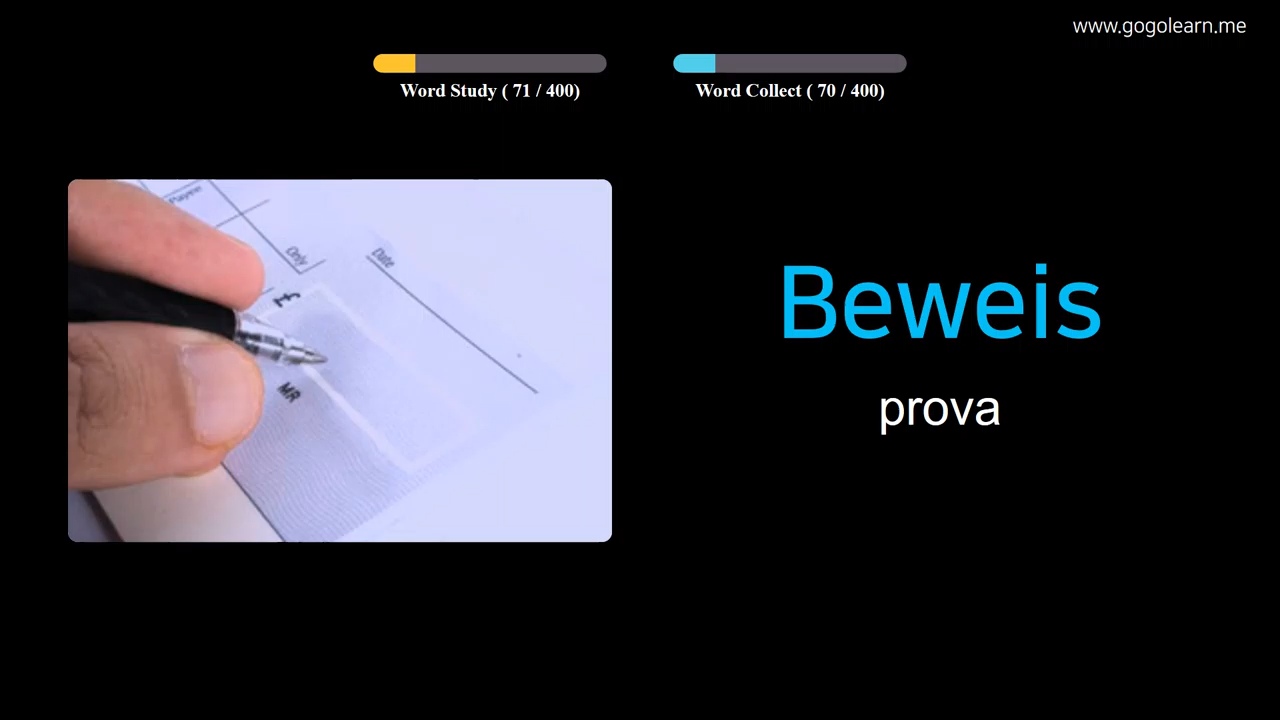 www.gogolearn.me
Word Study ( 71 / 400)
Word Collect ( 70 / 400)
Only
Date
£
MR
Beweis
prova